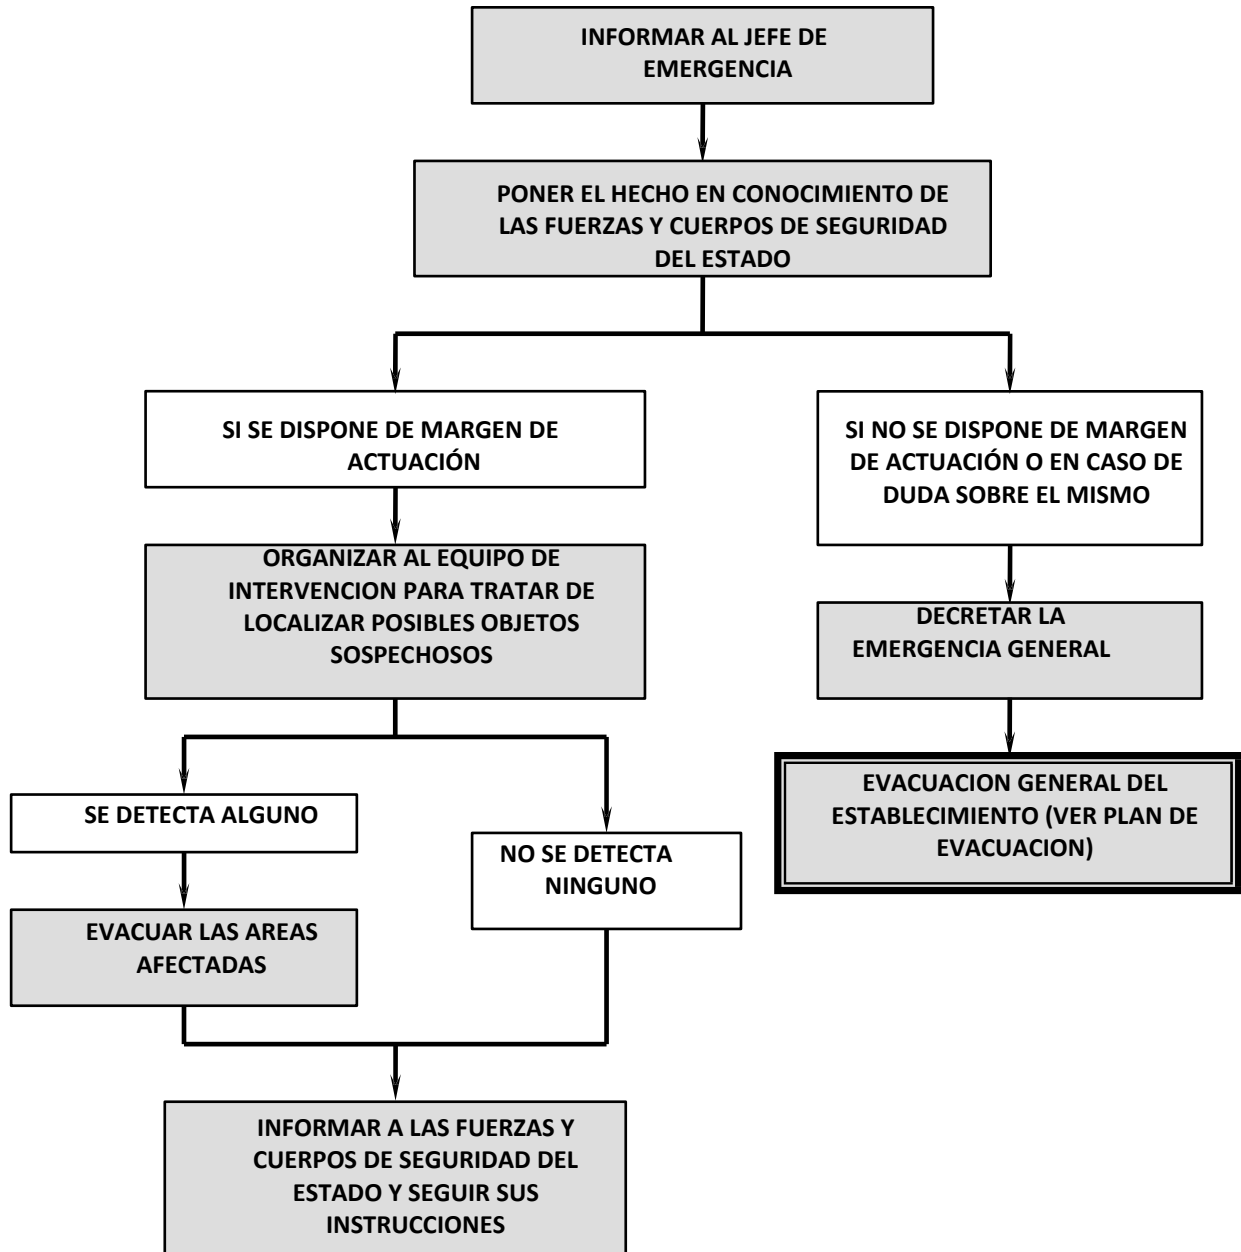 INFORMAR AL JEFE DE
EMERGENCIA
PONER EL HECHO EN CONOCIMIENTO DE
LAS FUERZAS Y CUERPOS DE SEGURIDAD
DEL ESTADO
SI SE DISPONE DE MARGEN DE
ACTUACIÓN
SI NO SE DISPONE DE MARGEN
DE ACTUACIÓN O EN CASO DE
DUDA SOBRE EL MISMO
ORGANIZAR AL EQUIPO DE
INTERVENCION PARA TRATAR DE
LOCALIZAR POSIBLES OBJETOS
SOSPECHOSOS
DECRETAR LA
EMERGENCIA GENERAL
EVACUACION GENERAL DEL
ESTABLECIMIENTO (VER PLAN DE
EVACUACION)
SE DETECTA ALGUNO
NO SE DETECTA
NINGUNO
EVACUAR LAS AREAS
AFECTADAS
INFORMAR A LAS FUERZAS Y
CUERPOS DE SEGURIDAD DEL
ESTADO Y SEGUIR SUS
INSTRUCCIONES